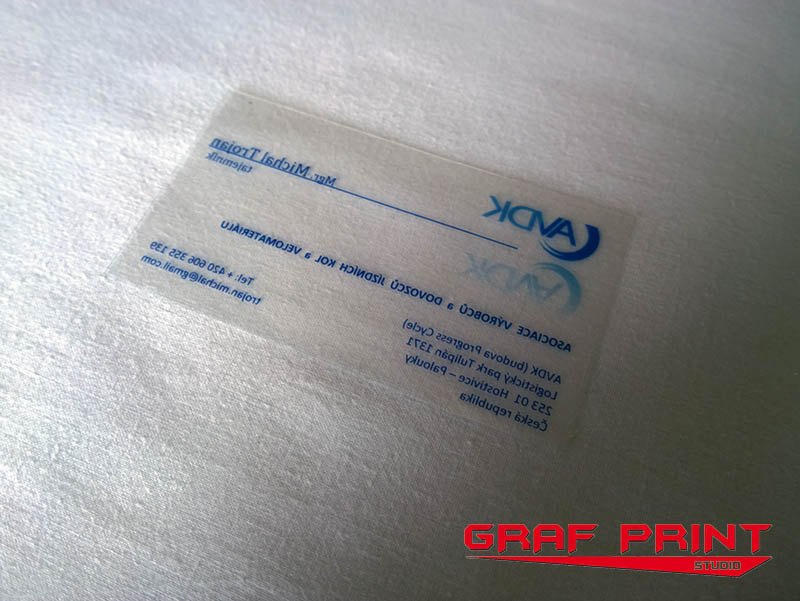 AVDK
Mgr. Michal Trojan
tajemník
AVDK
ASOCIACE VÝROBCŮ a DOVOZCŮ JÍZDNÍCH KOL a VELOMATERIÁLU
AVDK (budova Progress Cycle)
Logistický park Tulipán 1371
253 01 Hostivice – Palouky
Česká republika
Tel: + 420 606 355 139
trojan.michal@gmail.com
GRAF PRINT
STUDIO